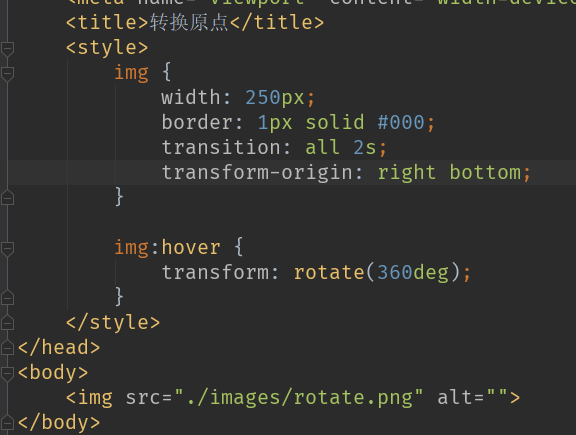 <meta name="viewport" content="width=device
<title>转换原点</title>
<style>
img {
width: 250px;
border: 1px solid #000;
transition: all 2s;
transform-origin: right bottom;
}
img:hover {
transform: rotate(360deg);
}
</style>
</head>
<body>
<img src="./images/rotate.png" alt="">
</body>